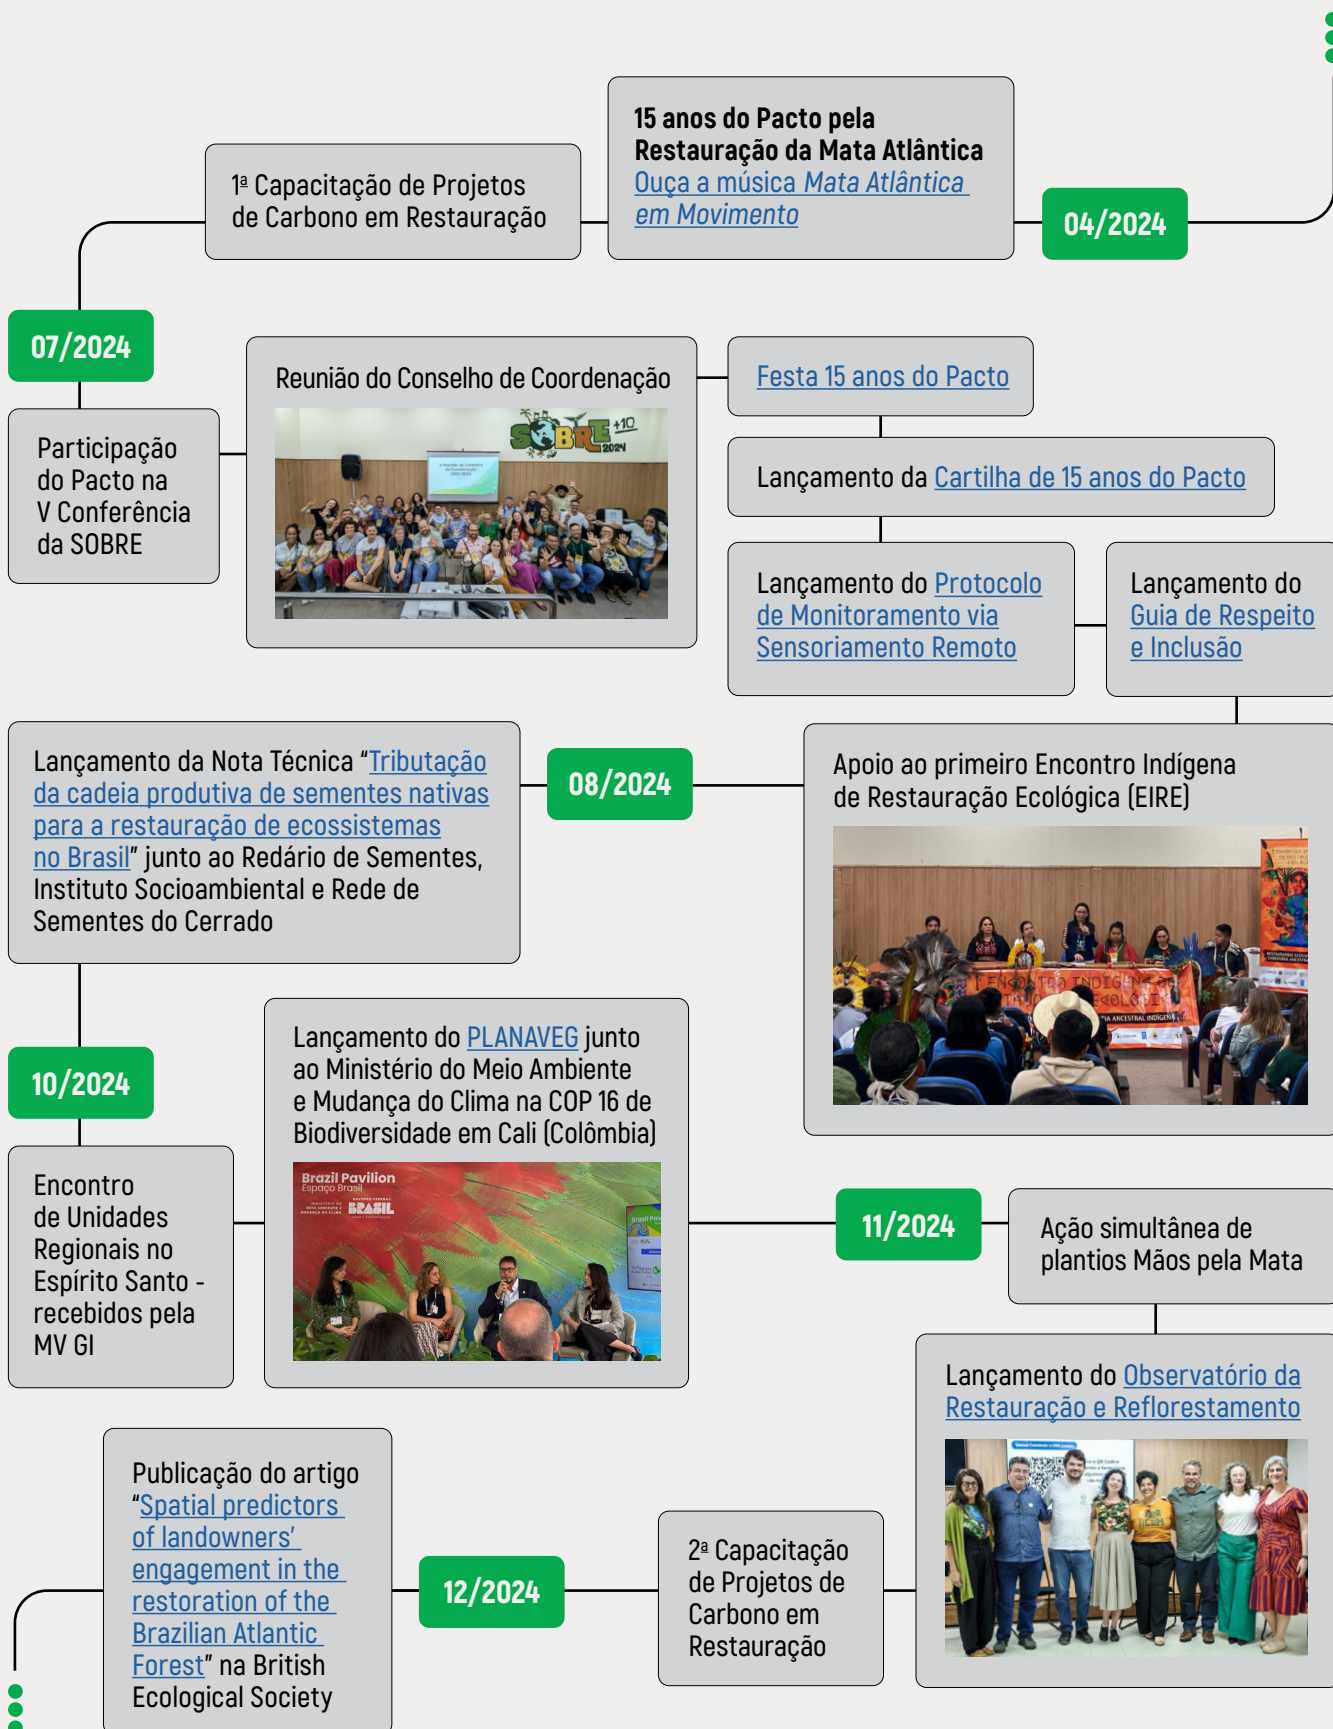 15 anos do Pacto pela
Restauração da Mata Atlântica
Ouça a música Mata Atlântica
em Movimento
04/2024
1ª Capacitação de Projetos
de Carbono em Restauração
07/2024
Participação
do Pacto na
V Conferência
da SOBRE
Reunião do Conselho de Coordenação
SOBRE +10
2024
Festa 15 anos do Pacto
Lançamento da Cartilha de 15 anos do Pacto
Lançamento do Protocolo
de Monitoramento via
Sensoriamento Remoto
Lançamento do
Guia de Respeito
e Inclusão
Apoio ao primeiro Encontro Indígena
de Restauração Ecológica (EIRE)
08/2024
Lançamento da Nota Técnica “Tributação
da cadeia produtiva de sementes nativas
para a restauração de ecossistemas
no Brasil” junto ao Redário de Sementes,
Instituto Socioambiental e Rede de
Sementes do Cerrado
10/2024
Encontro
de Unidades
Regionais no
Espírito Santo -
recebidos pela
MV GI
Lançamento do PLANAVEG junto
ao Ministério do Meio Ambiente
e Mudança do Clima na COP 16 de
Biodiversidade em Cali (Colômbia)
Brazil Pavilion
Espaço Brasil
BRASIL
11/2024
Ação simultânea de
plantios Mãos pela Mata
Lançamento do Observatório da
Restauração e Reflorestamento
2ª Capacitação
de Projetos de
Carbono em
Restauração
12/2024
Publicação do artigo
“Spatial predictors
of landowners’
engagement in the
restoration of the
Brazilian Atlantic
Forest” na British
Ecological Society